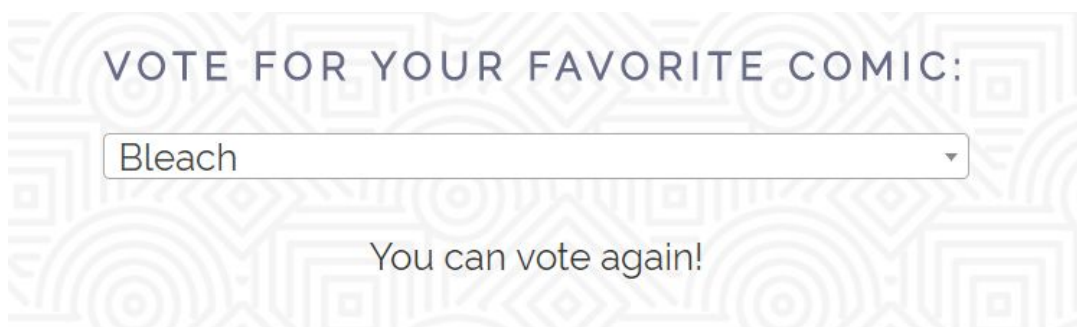 VOTE FOR YOUR FAVORITE COMIC:
Bleach
You can vote again!